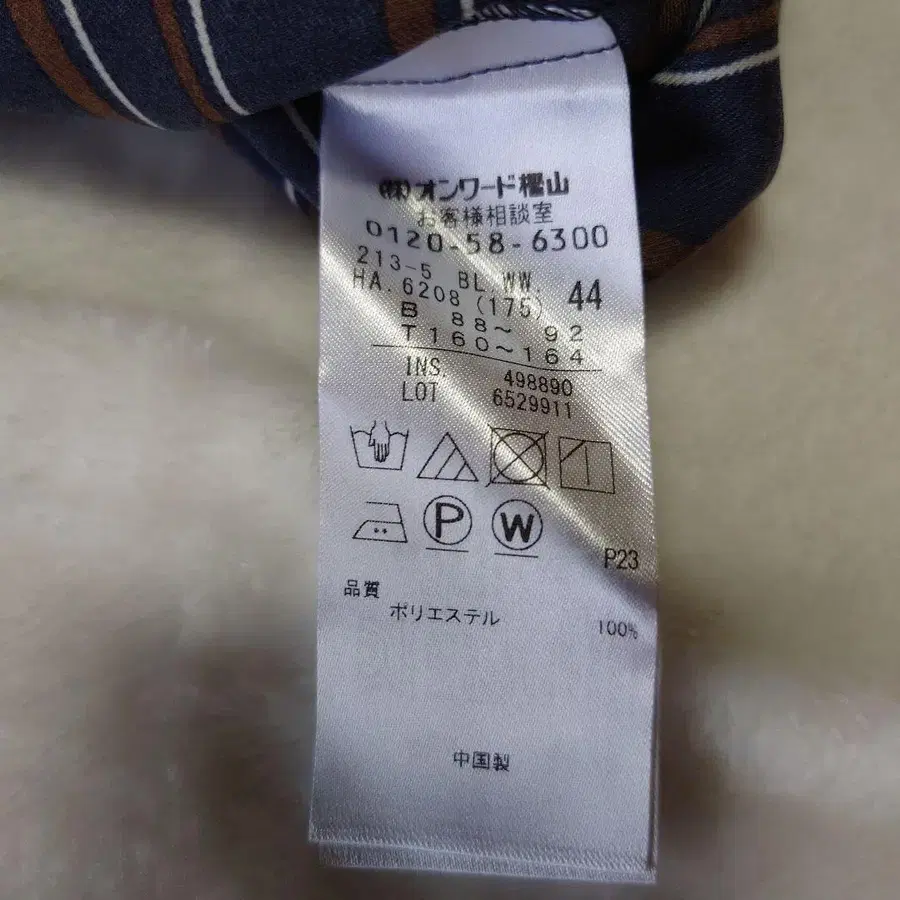 ㈱オンワード樫山
お客様相談室
0120-58-6300
213-5 BL.WW.
HA.6208 (175) 44
B 88〜 92
T 160〜164
INS. 498890
LOT 6529911
P
W
P23
品質
ポリエステル 100%
中国製